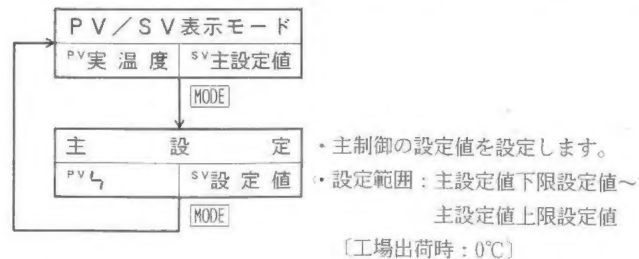 PV/SV表示モード
PV実温度 SV主設定値
MODE
主設定
PV SV設定値
MODE
・主制御の設定値を設定します。
・設定範囲：主設定値下限設定値～
主設定値上限設定値
〔工場出荷時：0℃〕